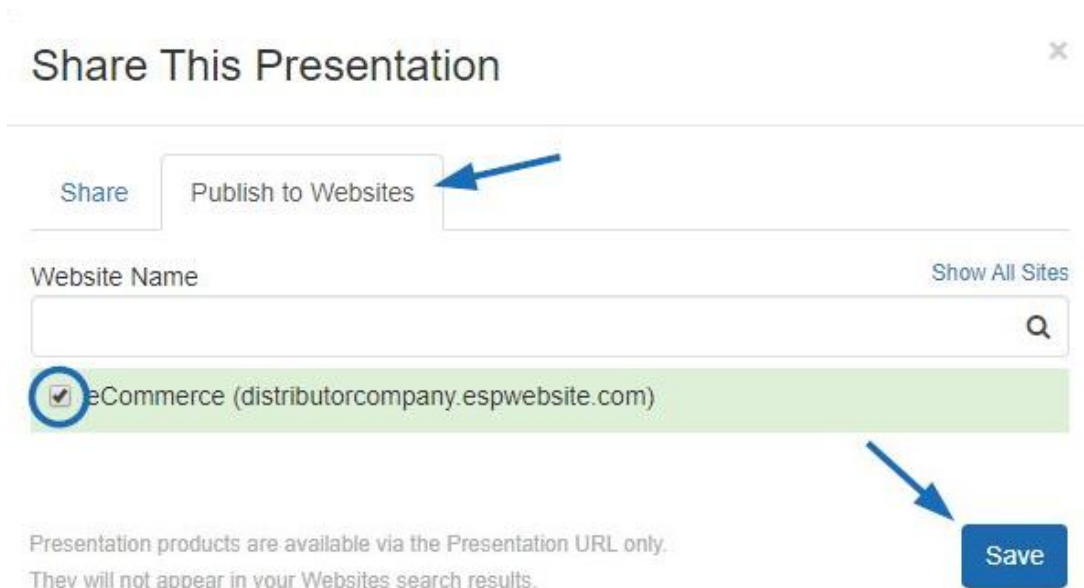 Share This Presentation
×
Share Publish to Websites
Website Name Show All Sites
eCommerce (distributorcompany.espwebsite.com)
Presentation products are available via the Presentation URL only.
Save
They will not appear in your Websites search results.